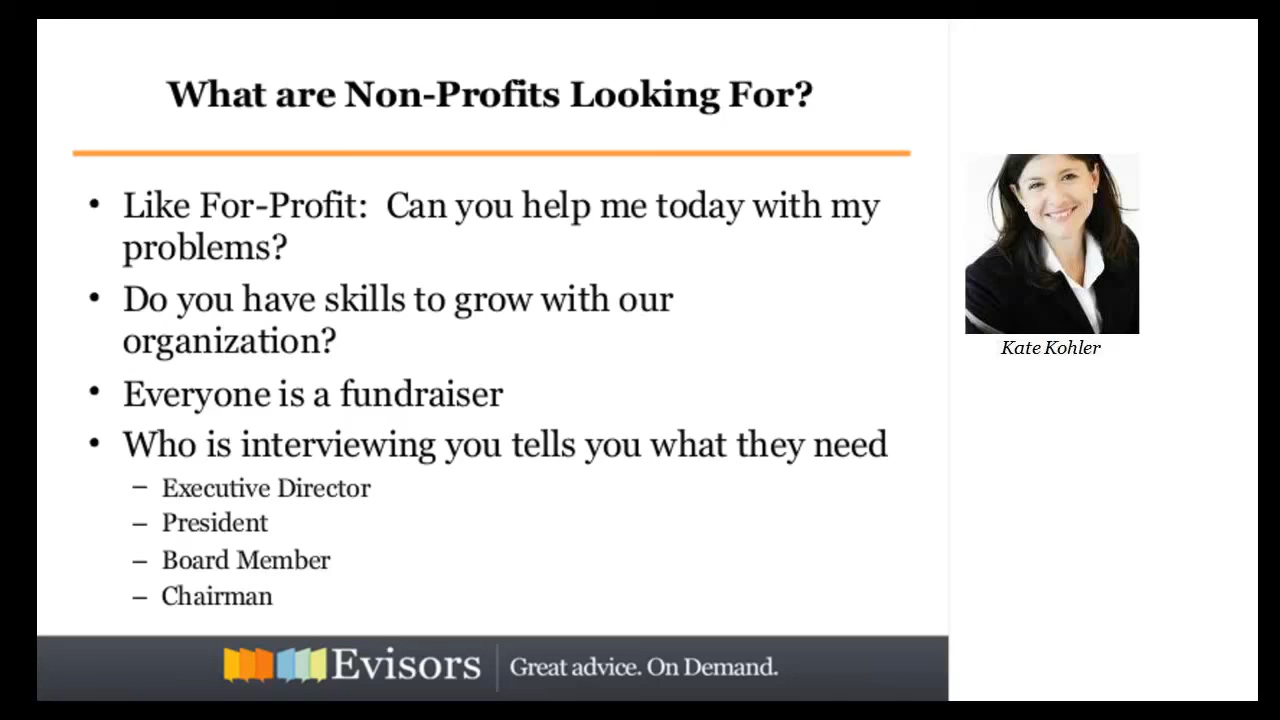 What are Non-Profits Looking For?
• Like For-Profit: Can you help me today with my
problems?
• Do you have skills to grow with our
organization?
• Everyone is a fundraiser
• Who is interviewing you tells you what they need
– Executive Director
– President
– Board Member
– Chairman
Kate Kohler
Evisors
Great advice. On Demand.